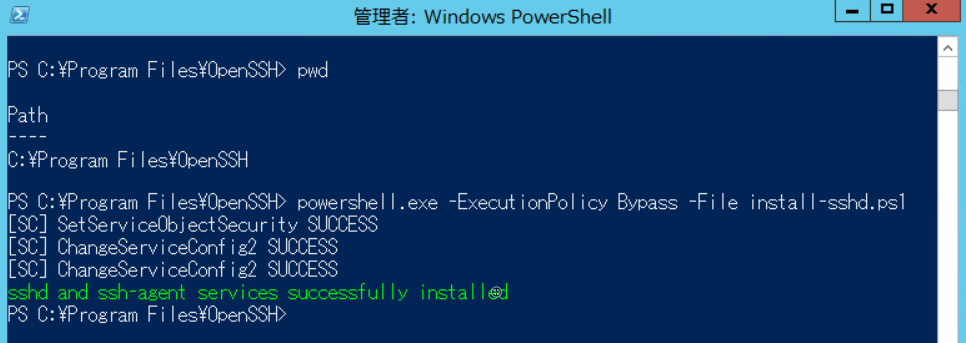 管理者: Windows PowerShell
PS C:¥Program Files¥OpenSSH> pwd
Path
----
C:¥Program Files¥OpenSSH
PS C:¥Program Files¥OpenSSH> powershell.exe -ExecutionPolicy Bypass -File install-sshd.ps1
[SC] SetServiceObjectSecurity SUCCESS
[SC] ChangeServiceConfig2 SUCCESS
[SC] ChangeServiceConfig2 SUCCESS
sshd and ssh-agent services successfully installed
PS C:¥Program Files¥OpenSSH>